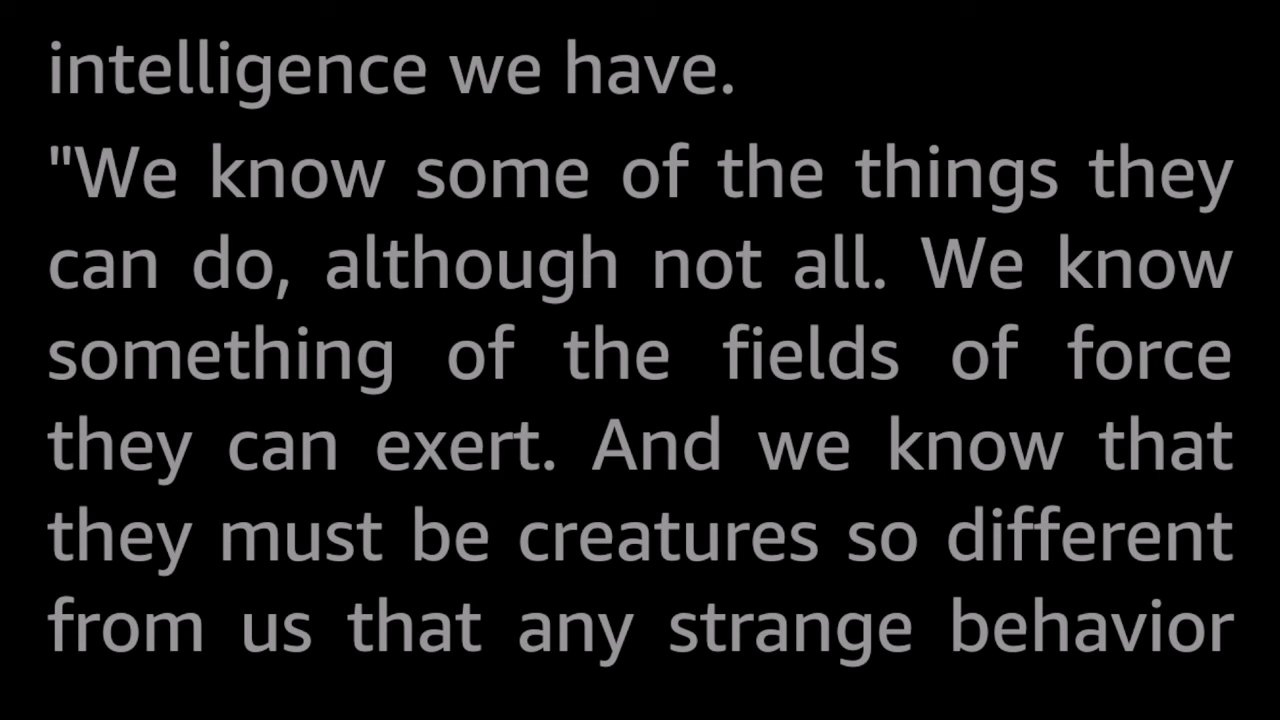 intelligence we have.
"We know some of the things they
can do, although not all. We know
something of the fields of force
they can exert. And we know that
they must be creatures so different
from us that any strange behavior